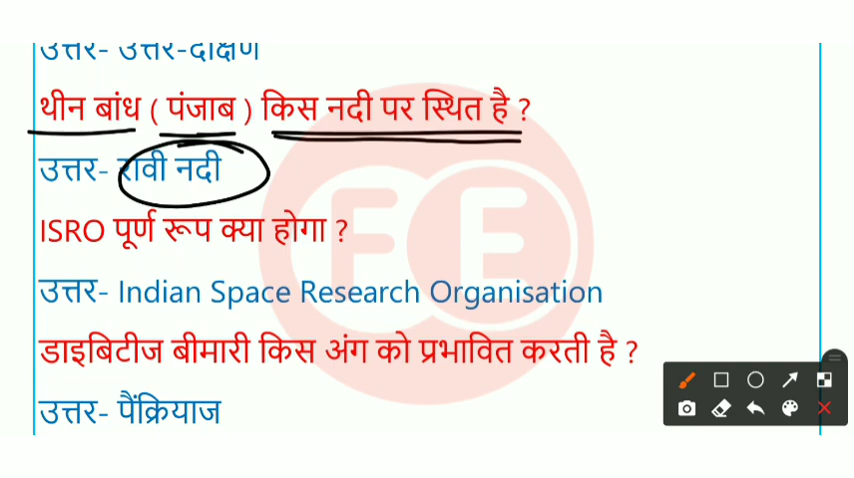 उत्तर- उत्तर-दक्षिण
थीन बांध ( पंजाब ) किस नदी पर स्थित है ?
उत्तर- रावी नदी
ISRO पूर्ण रूप क्या होगा ?
उत्तर- Indian Space Research Organisation
डाइबिटीज बीमारी किस अंग को प्रभावित करती है ?
उत्तर- पैंक्रियाज
FE